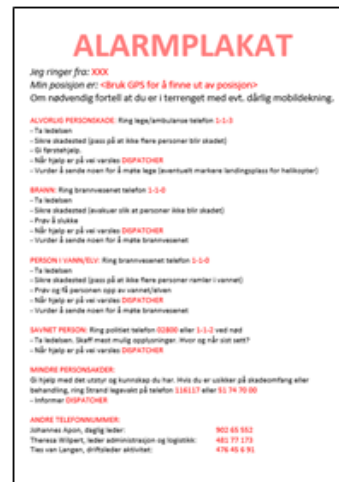 ALARMPLAKAT
Jeg ringer fra: XXX
Min posisjon er: <Bruk GPS for å finne ut av posisjon>
Om nødvendig fortell at du er i terrenget med evt. dårlig mobildekning.
ALVORLIG PERSONSKADE: Ring lege/ambulanse telefon 1-1-3
- Ta ledelsen
- Sikre skadested (pass på at ikke flere personer blir skadet)
- Gi førstehjelp.
- Når hjelp er på vei varsles DISPATCHER
- Vurder å sende noen for å møte lege (eventuelt markere landingsplass for helikopter)
BRANN: Ring brannvesenet telefon 1-1-0
- Ta ledelsen
- Sikre skadested (evakuer slik at personer ikke blir skadet)
- Prøv å slukke
- Når hjelp er på vei varsles DISPATCHER
- Vurder å sende noen for å møte brannvesenet
PERSON I VANN/ELV: Ring brannvesenet telefon 1-1-0
- Ta ledelsen
- Sikre skadested (pass på at ikke flere personer ramler i vannet)
- Prøv og få personen opp av vannet/elven
- Når hjelp er på vei varsles DISPATCHER
- Vurder å sende noen for å møte brannvesenet
SAVNET PERSON: Ring politiet telefon 02800 eller 1-1-2 ved nød
- Ta ledelsen. Skaff mest mulig opplysninger. Hvor og når sist sett?
- Når hjelp er på vei varsles DISPATCHER
MINDRE PERSONSAKDER:
Gi hjelp med det utstyr og kunnskap du har. Hvis du er usikker på skadeomfang eller
behandling, ring Strand legevakt på telefon 116117 eller 51 74 70 00
- Informer DISPATCHER
ANDRE TELEFONNUMMER:
Johannes Apon, daglig leder: 902 65 552
Theresa Wilpert, leder administrasjon og logistikk: 481 77 173
Ties van Langen, driftsleder aktivitet: 476 45 6 91